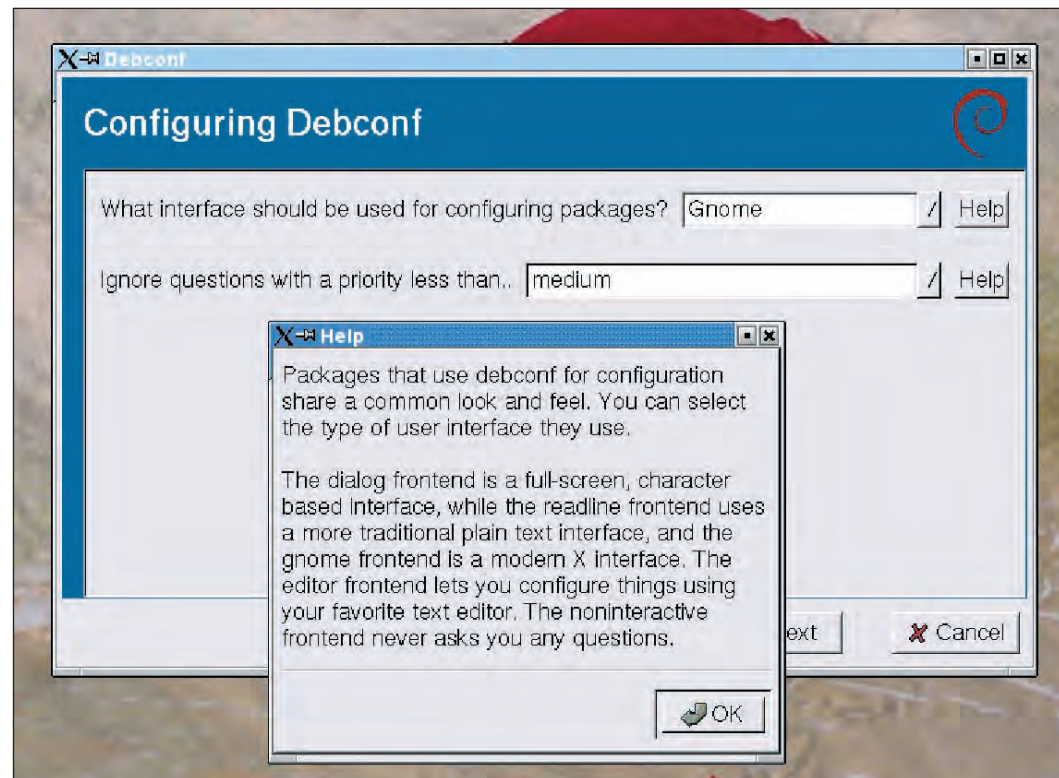 Debconf
Configuring Debconf
What interface should be used for configuring packages? Gnome Help
Ignore questions with a priority less than.. medium Help
Help
Packages that use debconf for configuration
share a common look and feel. You can select
the type of user interface they use.
The dialog frontend is a full-screen, character
based interface, while the readline frontend uses
a more traditional plain text interface, and the
gnome frontend is a modern X interface. The
editor frontend lets you configure things using
your favorite text editor. The noninteractive
frontend never asks you any questions.
ext Cancel
OK